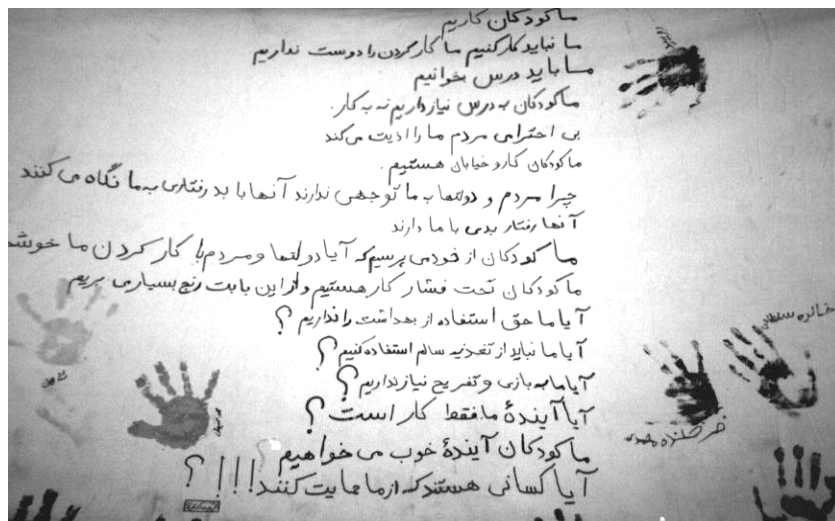 ما کودکان کاریم
ما نباید کار کنیم ما کار کردن را دوست نداریم
ما باید درس بخوانیم
ما کودکان به درس نیاز داریم نه به کار.
بی احترامی مردم ما را اذیت می کند
ما کودکان کار و خیابان هستیم.
چرا مردم و دولتها به ما توجهی ندارند آنها با بد رفتاری به ما نگاه می کنند
آنها رفتار بدی با ما دارند
ما کودکان از خود می پرسیم که آیا دولتها و مردم با کار کردن ما خوشـ
ما کودکان تحت فشار کار هستیم و از این بابت رنج بسیار می بریم
آیا ما حق استفاده از بهداشت را نداریم ؟
آیا ما نباید از تغذیه سالم استفاده کنیم ؟
آیا ما به بازی و تفریح نیاز نداریم ؟
آیا آیندهٔ ما فقط کار است ؟
ما کودکان آیندهٔ خوب می خواهیم ؟
آیا کسانی هستند که از ما حمایت کنند !!! ؟
خالده سلطانی